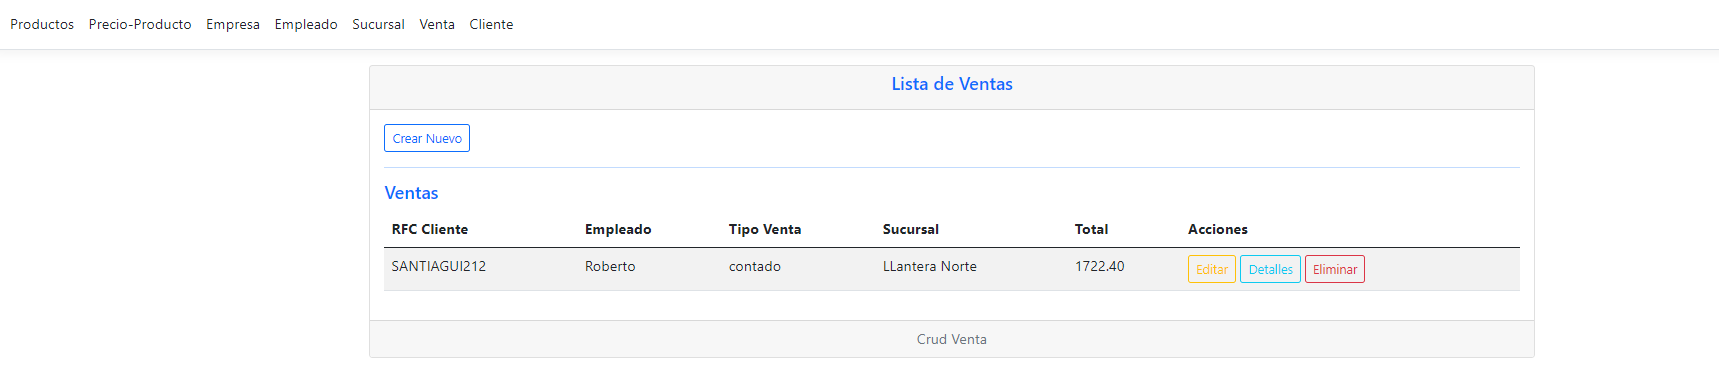 Productos Precio-Producto Empresa Empleado Sucursal Venta Cliente
Lista de Ventas
Crear Nuevo
Ventas
RFC Cliente Empleado Tipo Venta Sucursal Total Acciones
SANTIAGUI212 Roberto contado LLantera Norte 1722.40 Editar Detalles Eliminar
Crud Venta